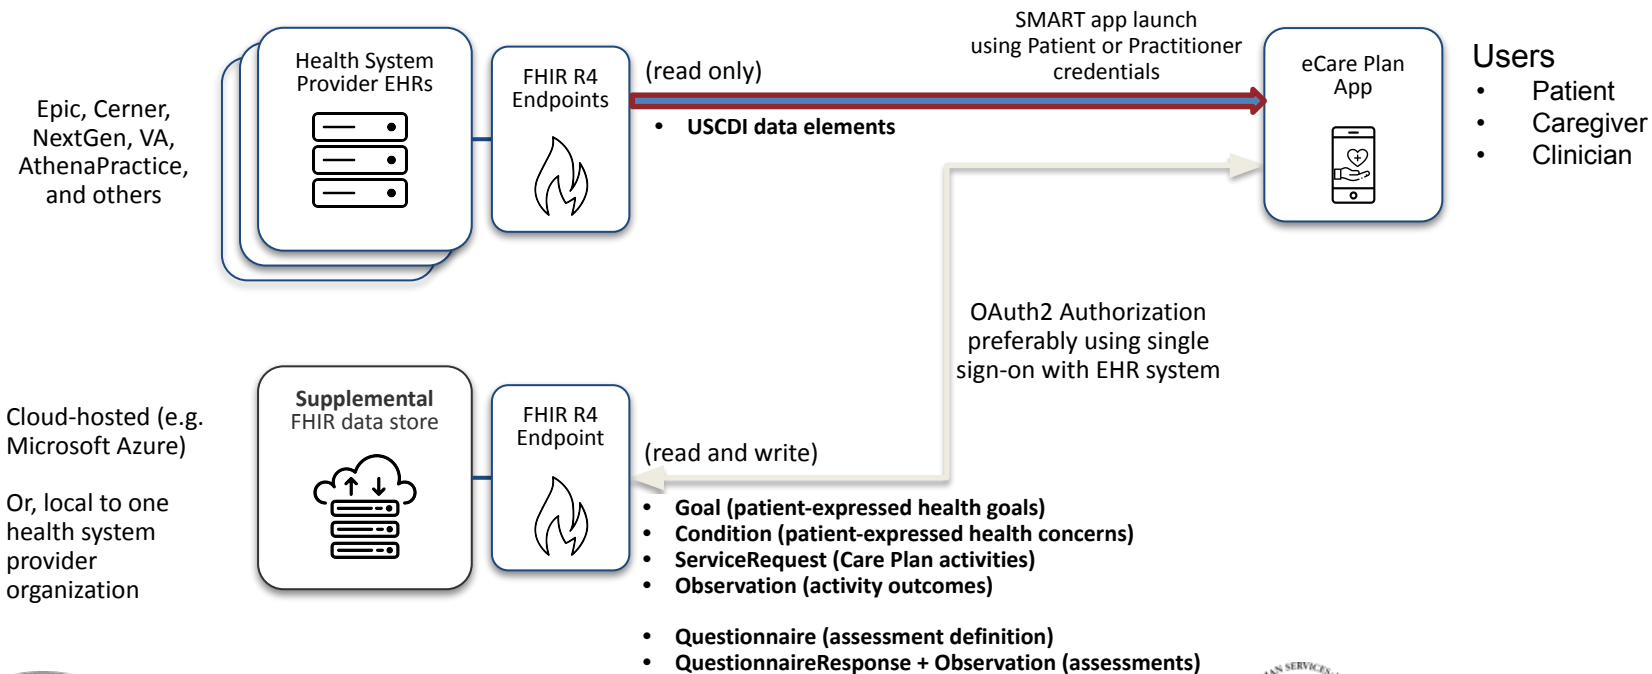 SMART app launch
using Patient or Practitioner
credentials
Health System
Provider EHRs
FHIR R4
Endpoints
(read only)
• USCDI data elements
eCare Plan
App
Users
• Patient
• Caregiver
• Clinician
Epic, Cerner,
NextGen, VA,
AthenaPractice,
and others
OAuth2 Authorization
preferably using single
sign-on with EHR system
Cloud-hosted (e.g.
Microsoft Azure)
Or, local to one
health system
provider
organization
Supplemental
FHIR data store
FHIR R4
Endpoint
(read and write)
• Goal (patient-expressed health goals)
• Condition (patient-expressed health concerns)
• ServiceRequest (Care Plan activities)
• Observation (activity outcomes)
• Questionnaire (assessment definition)
• QuestionnaireResponse + Observation (assessments)
SERVICES